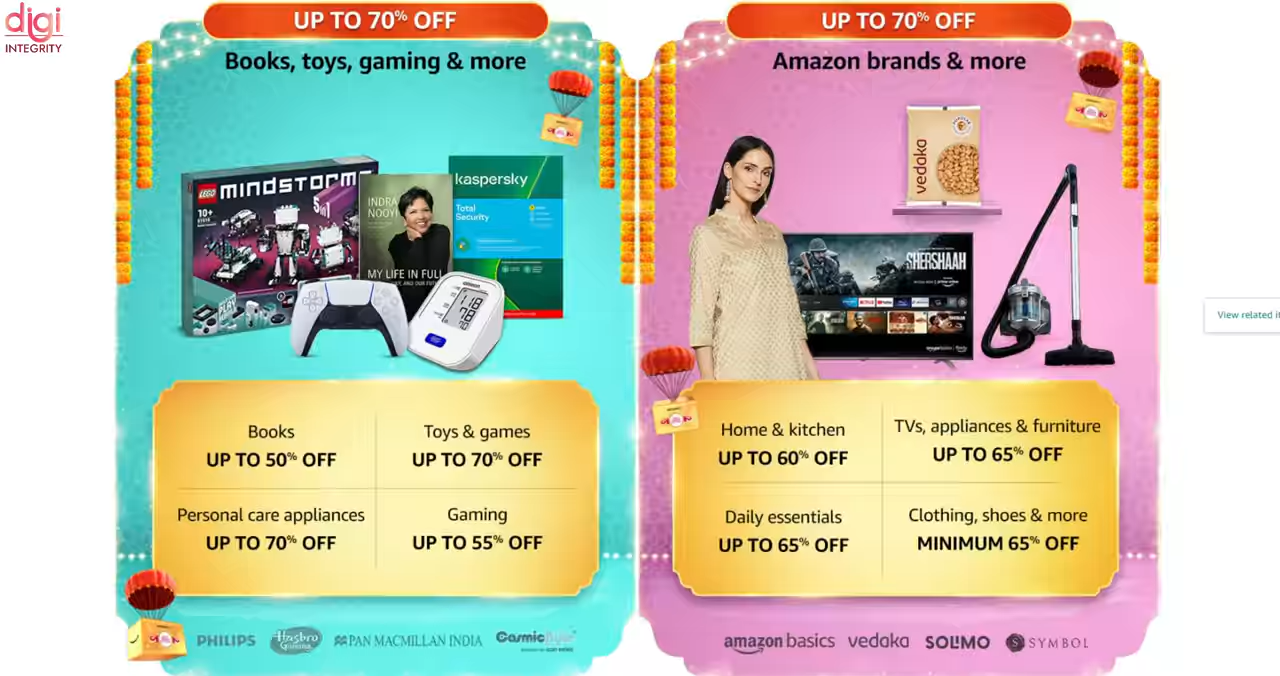 digi
INTEGRITY
UP TO 70% OFF
Books, toys, gaming & more
LEGO MINDSTORMS
10+
5in1
INDRA
NOOYI
MY LIFE IN FULL
kaspersky
Total
Security
Books
UP TO 50% OFF
Toys & games
UP TO 70% OFF
Personal care appliances
UP TO 70% OFF
Gaming
UP TO 55% OFF
PHILIPS
Hasbro
Gaming
PAN MACMILLAN INDIA
UP TO 70% OFF
Amazon brands & more
vedaka
SHERSHAAH
Home & kitchen
UP TO 60% OFF
TVs, appliances & furniture
UP TO 65% OFF
Daily essentials
UP TO 65% OFF
Clothing, shoes & more
MINIMUM 65% OFF
amazon basics
vedaka
SOLIMO
S SYMBOL
View related it